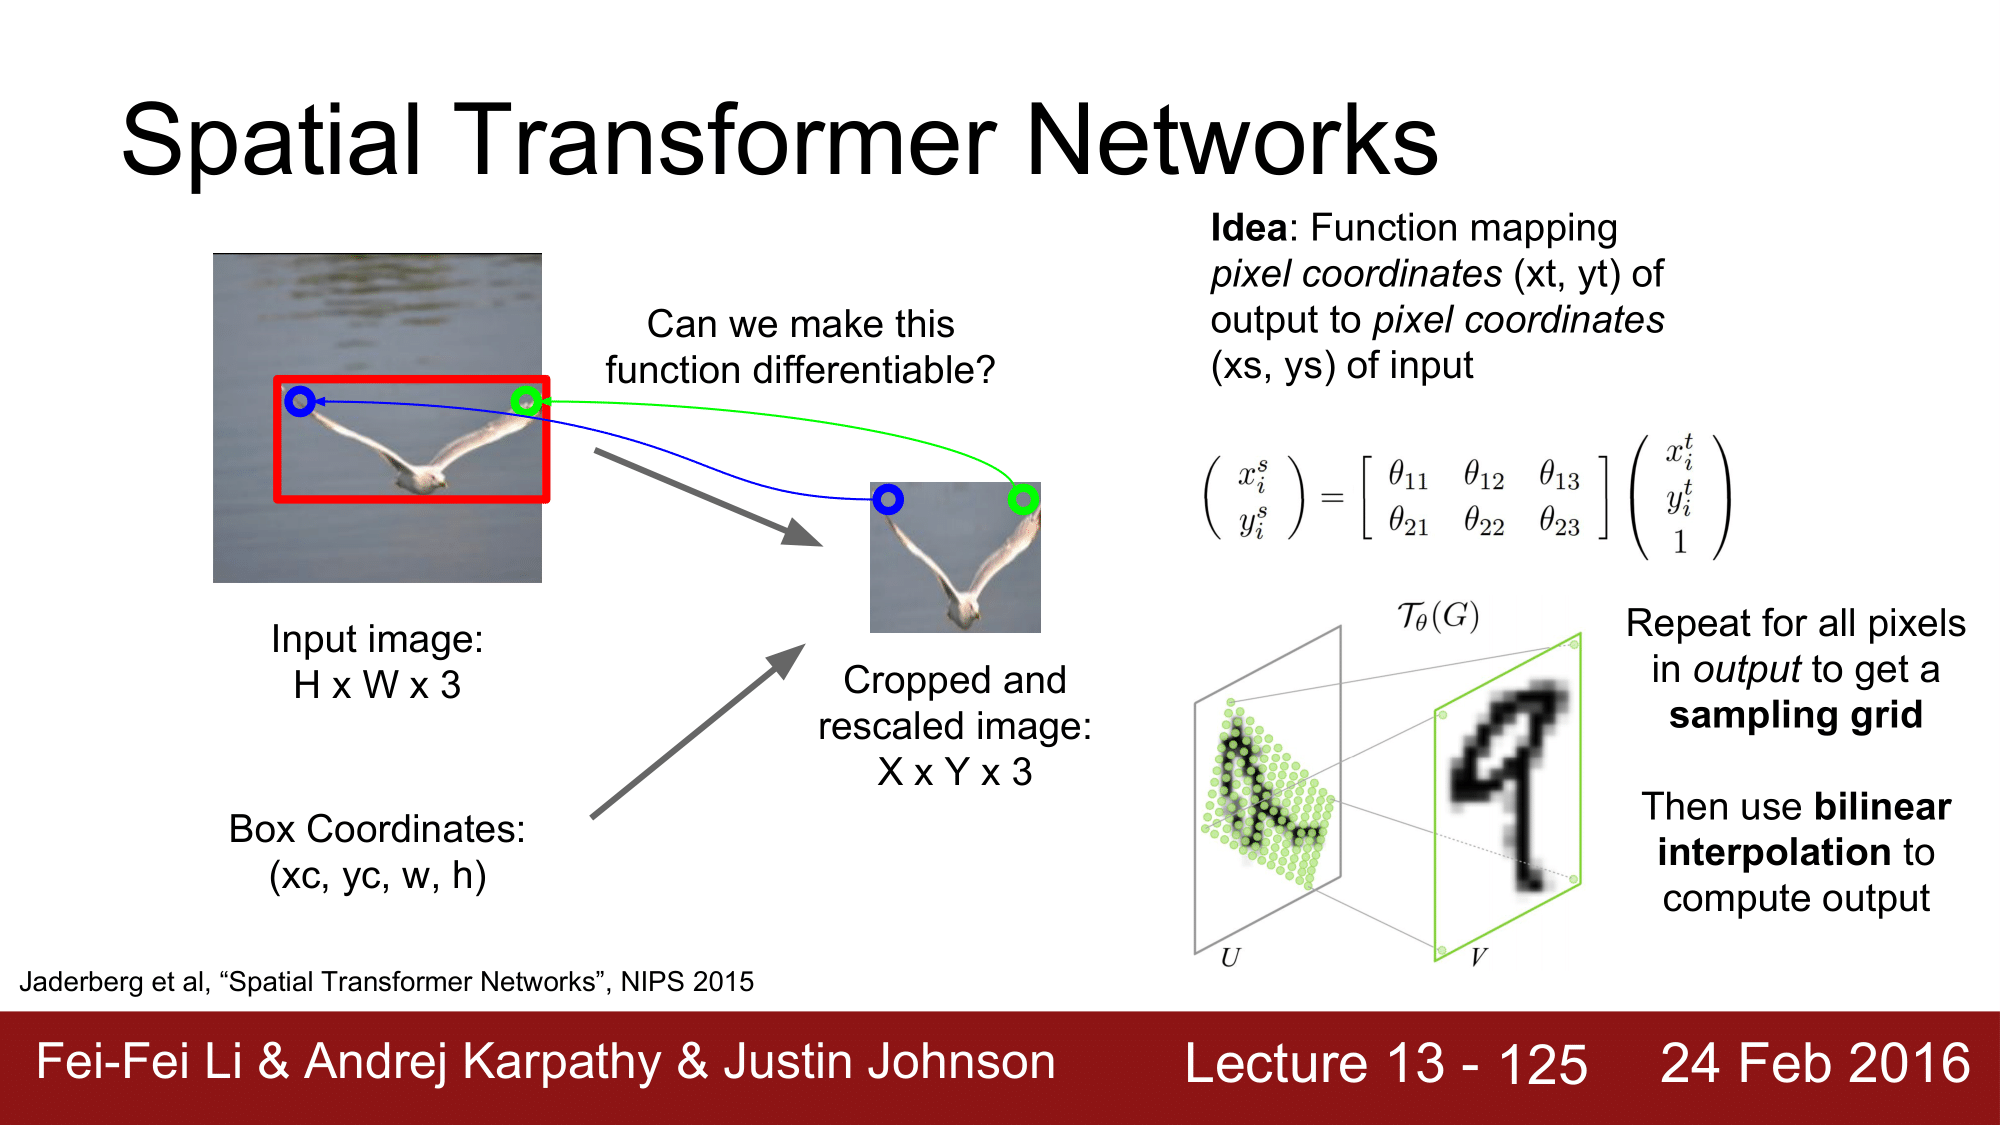 Spatial Transformer Networks
Can we make this
function differentiable?
Input image:
H x W x 3
Box Coordinates:
(xc, yc, w, h)
Cropped and
rescaled image:
X x Y x 3
Idea: Function mapping
pixel coordinates (xt, yt) of
output to pixel coordinates
(xs, ys) of input
\begin{pmatrix} x_i^s \\ y_i^s \end{pmatrix} = \begin{bmatrix} \theta_{11} & \theta_{12} & \theta_{13} \\ \theta_{21} & \theta_{22} & \theta_{23} \end{bmatrix} \begin{pmatrix} x_i^t \\ y_i^t \\ 1 \end{pmatrix}
\mathcal{T}_\theta(G)
U
V
Repeat for all pixels
in output to get a
sampling grid
Then use bilinear
interpolation to
compute output
Jaderberg et al, “Spatial Transformer Networks”, NIPS 2015
Fei-Fei Li & Andrej Karpathy & Justin Johnson
Lecture 13 - 125
24 Feb 2016